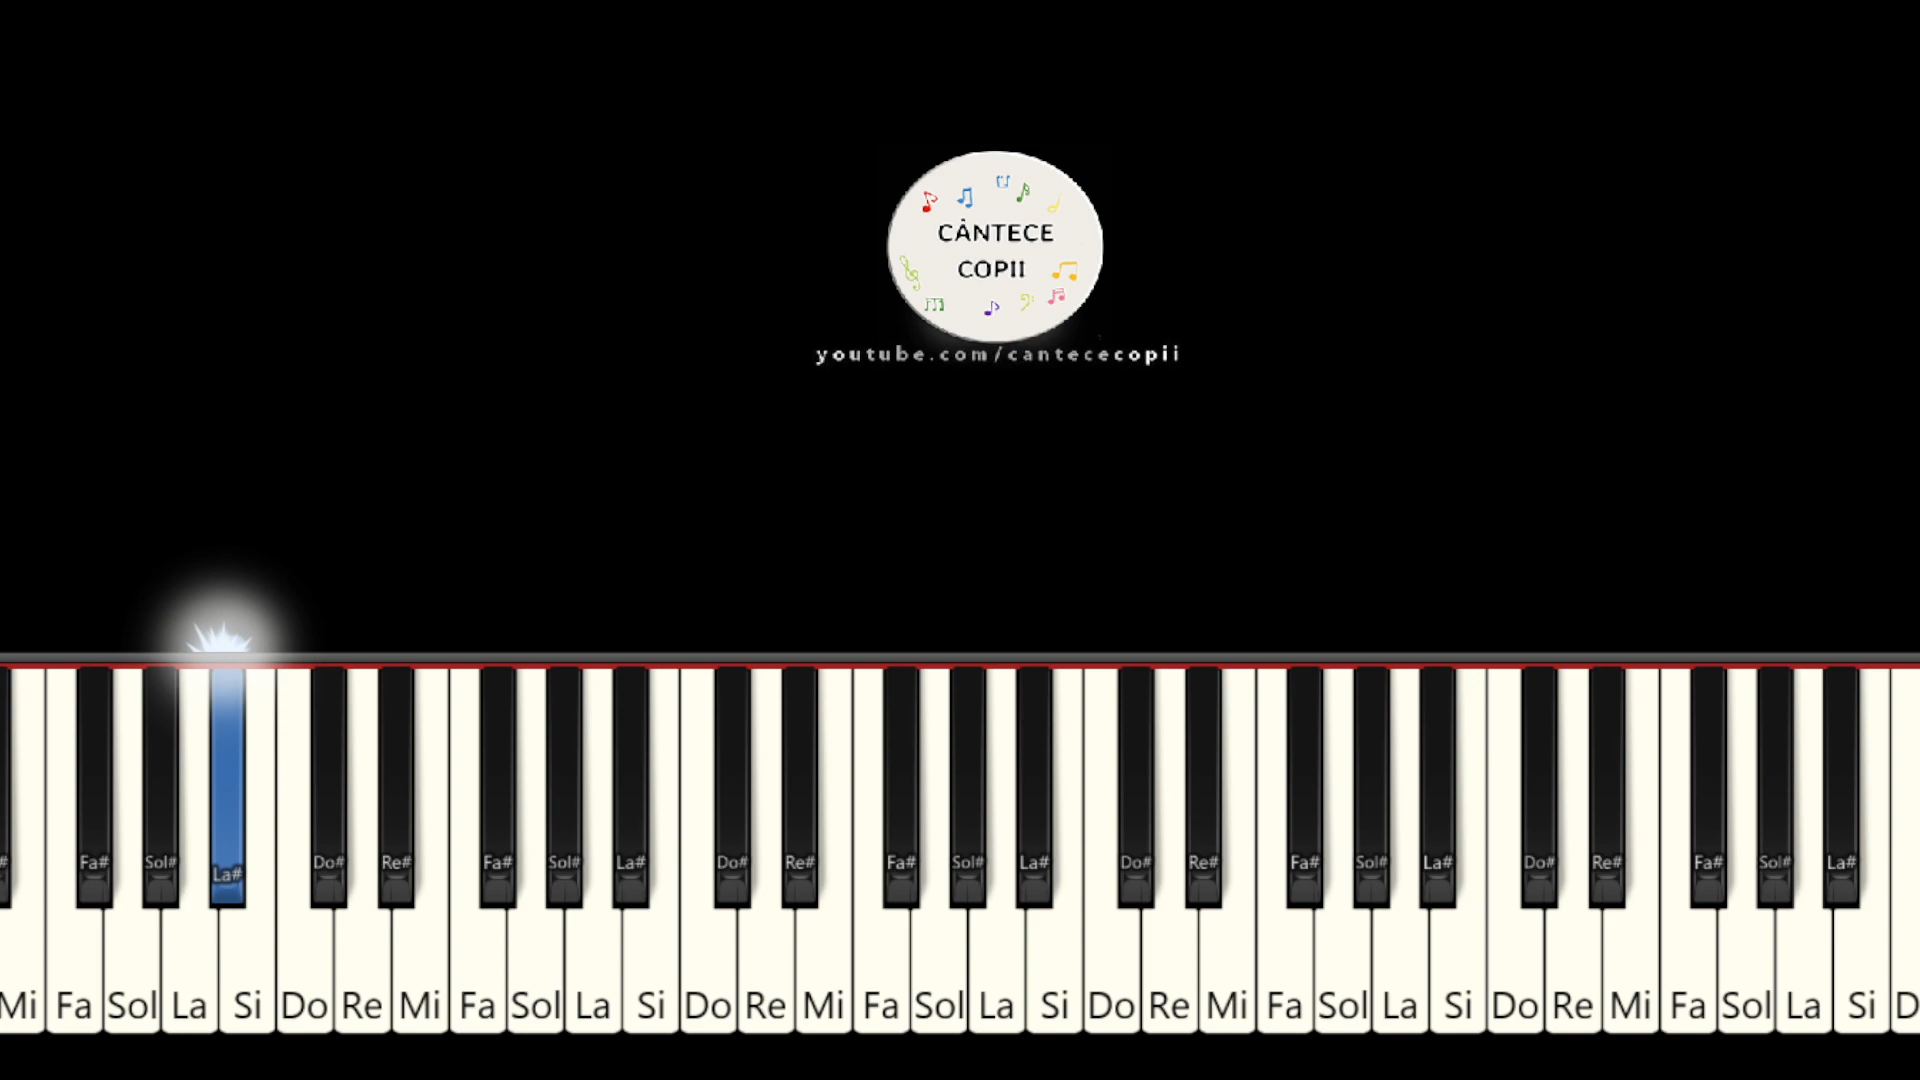 CÂNTECE
COPII
youtube.com/cantececopii
# Fa# Sol# La# Do# Re# Fa# Sol# La# Do# Re# Fa# Sol# La# Do# Re# Fa# Sol# La# Do# Re# Fa# Sol# La#
Mi Fa Sol La Si Do Re Mi Fa Sol La Si Do Re Mi Fa Sol La Si Do Re Mi Fa Sol La Si Do Re Mi Fa Sol La Si D